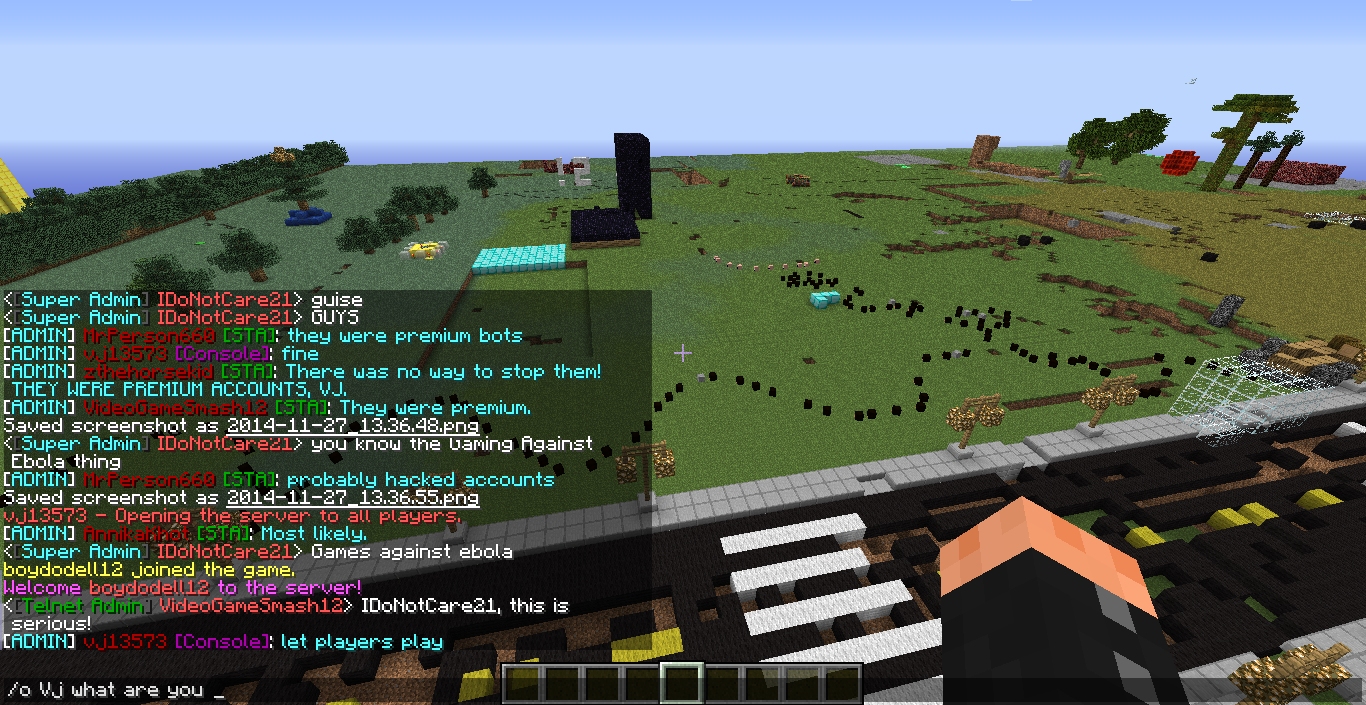 12
<[Super Admin] IDoNotCare21> guise
<[Super Admin] IDoNotCare21> GUYS
[ADMIN] MrPerson660 [STA]: they were premium bots
[ADMIN] vj13573 [Console]: fine
[ADMIN] zthehorsekid [STA]: There was no way to stop them!
THEY WERE PREMIUM ACCOUNTS, VJ.
[ADMIN] VideoGameSmash12 [STA]: They were premium.
Saved screenshot as 2014-11-27_13.36.48.png
<[Super Admin] IDoNotCare21> you know the Gaming Against
Ebola thing
[ADMIN] MrPerson660 [STA]: probably hacked accounts
Saved screenshot as 2014-11-27_13.36.55.png
vj13573 - Opening the server to all players.
[ADMIN] AnnikaKhot [STA]: Most likely.
<[Super Admin] IDoNotCare21> Games against ebola
boydodell12 joined the game.
Welcome boydodell12 to the server!
<[Telnet Admin] VideoGameSmash12> IDoNotCare21, this is
serious!
[ADMIN] vj13573 [Console]: let players play
/o Vj what are you _